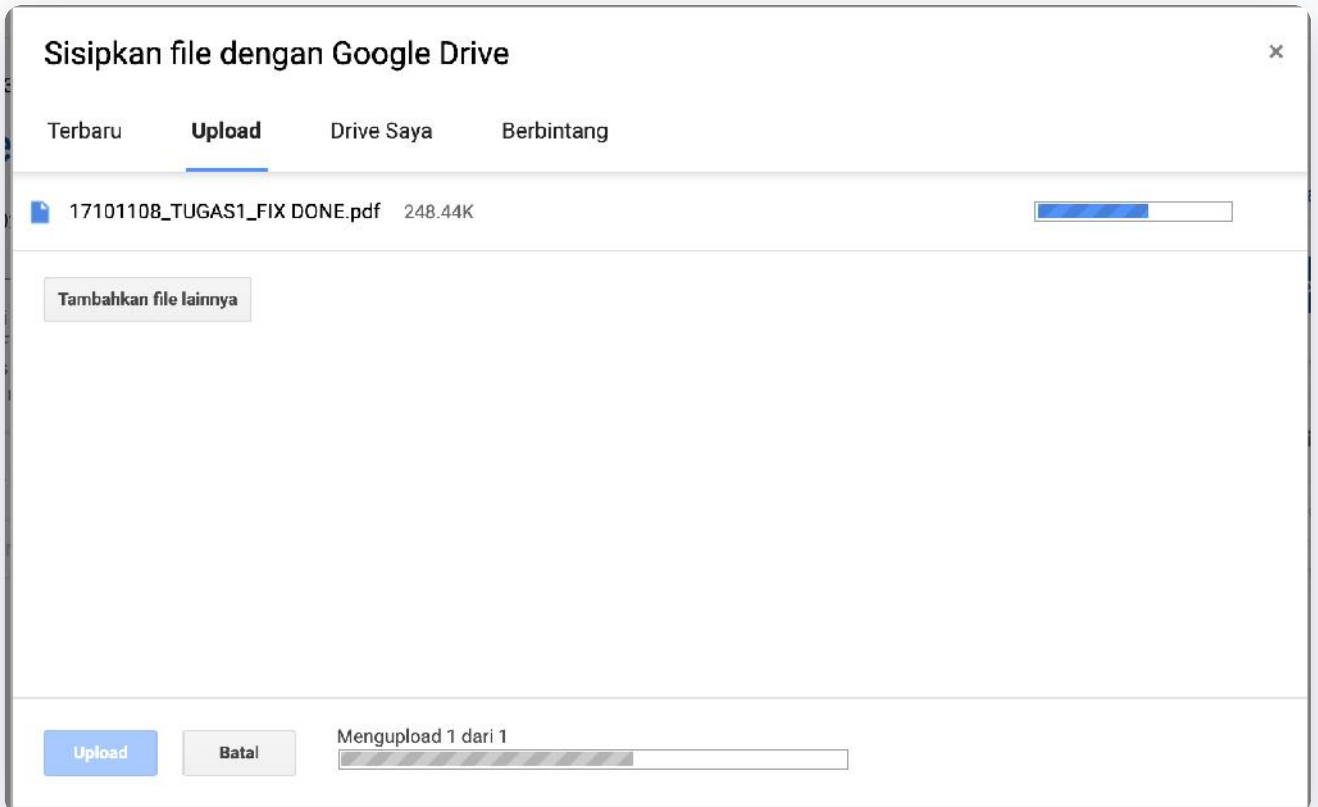 Sisipkan file dengan Google Drive ×
Terbaru Upload Drive Saya Berbintang
17101108_TUGAS1_FIX DONE.pdf 248.44K
Tambahkan file lainnya
Mengupload 1 dari 1
Upload Batal